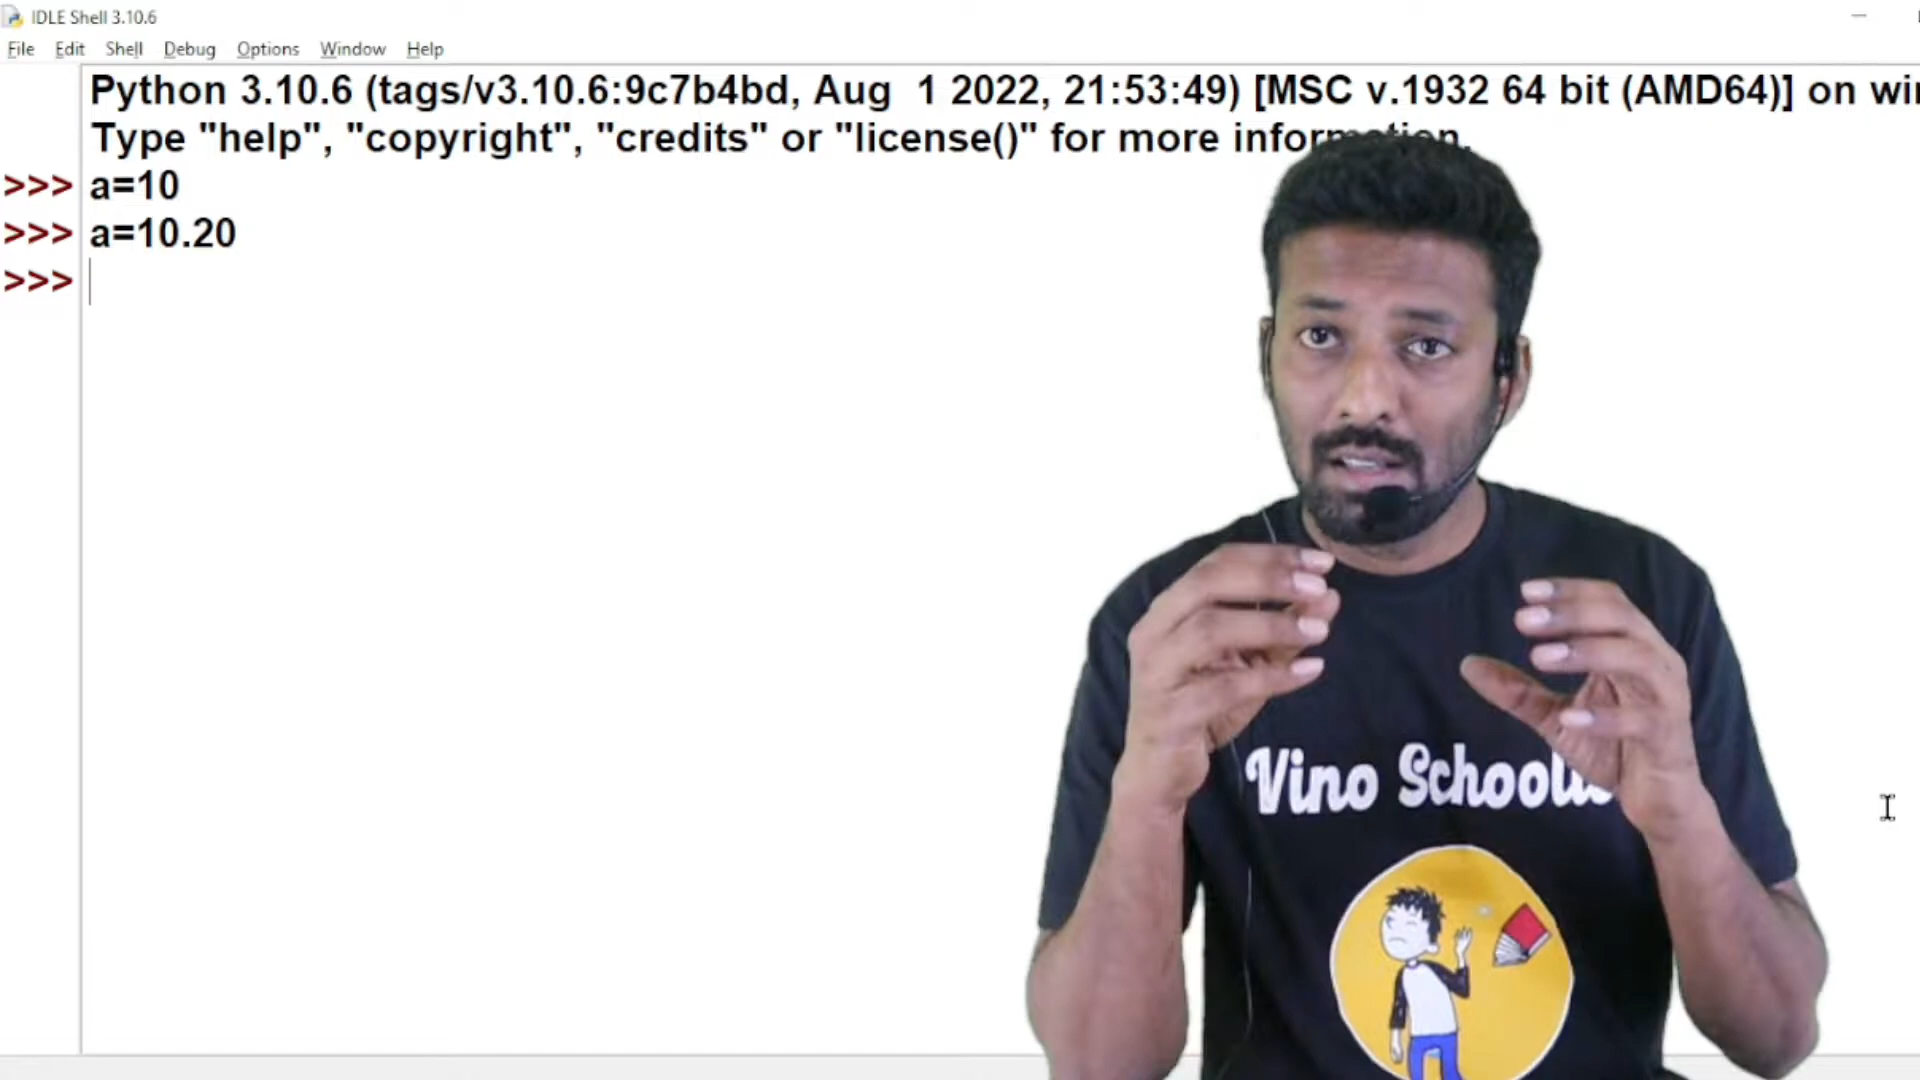 IDLE Shell 3.10.6
File Edit Shell Debug Options Window Help
Python 3.10.6 (tags/v3.10.6:9c7b4bd, Aug 1 2022, 21:53:49) [MSC v.1932 64 bit (AMD64)] on
Type "help", "copyright", "credits" or "license()" for more information.
>>> a=10
>>> a=10.20
>>>
Vino